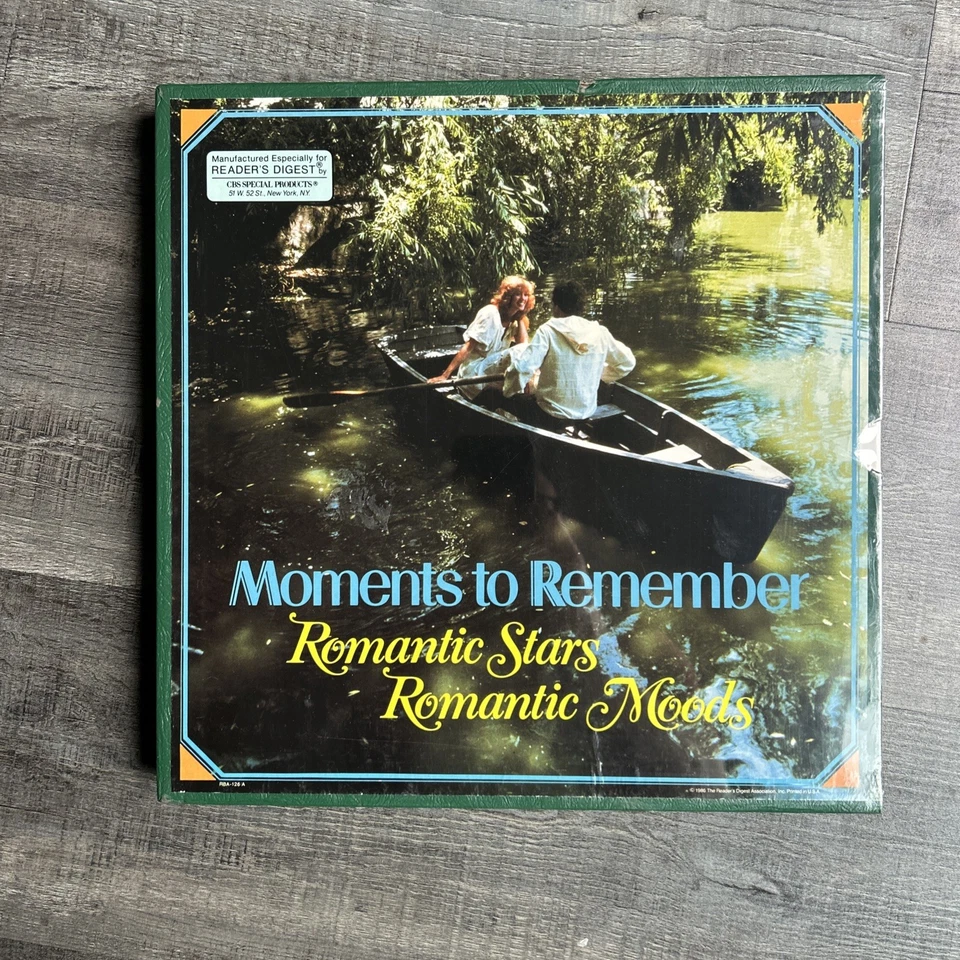 Manufactured Especially for
READER'S DIGEST® by
CBS SPECIAL PRODUCTS®
51 W. 52 St., New York, NY.
Moments to Remember
Romantic Stars
Romantic Moods
RBA-126 A
© 1986 The Reader's Digest Association, Inc. Printed in U.S.A.